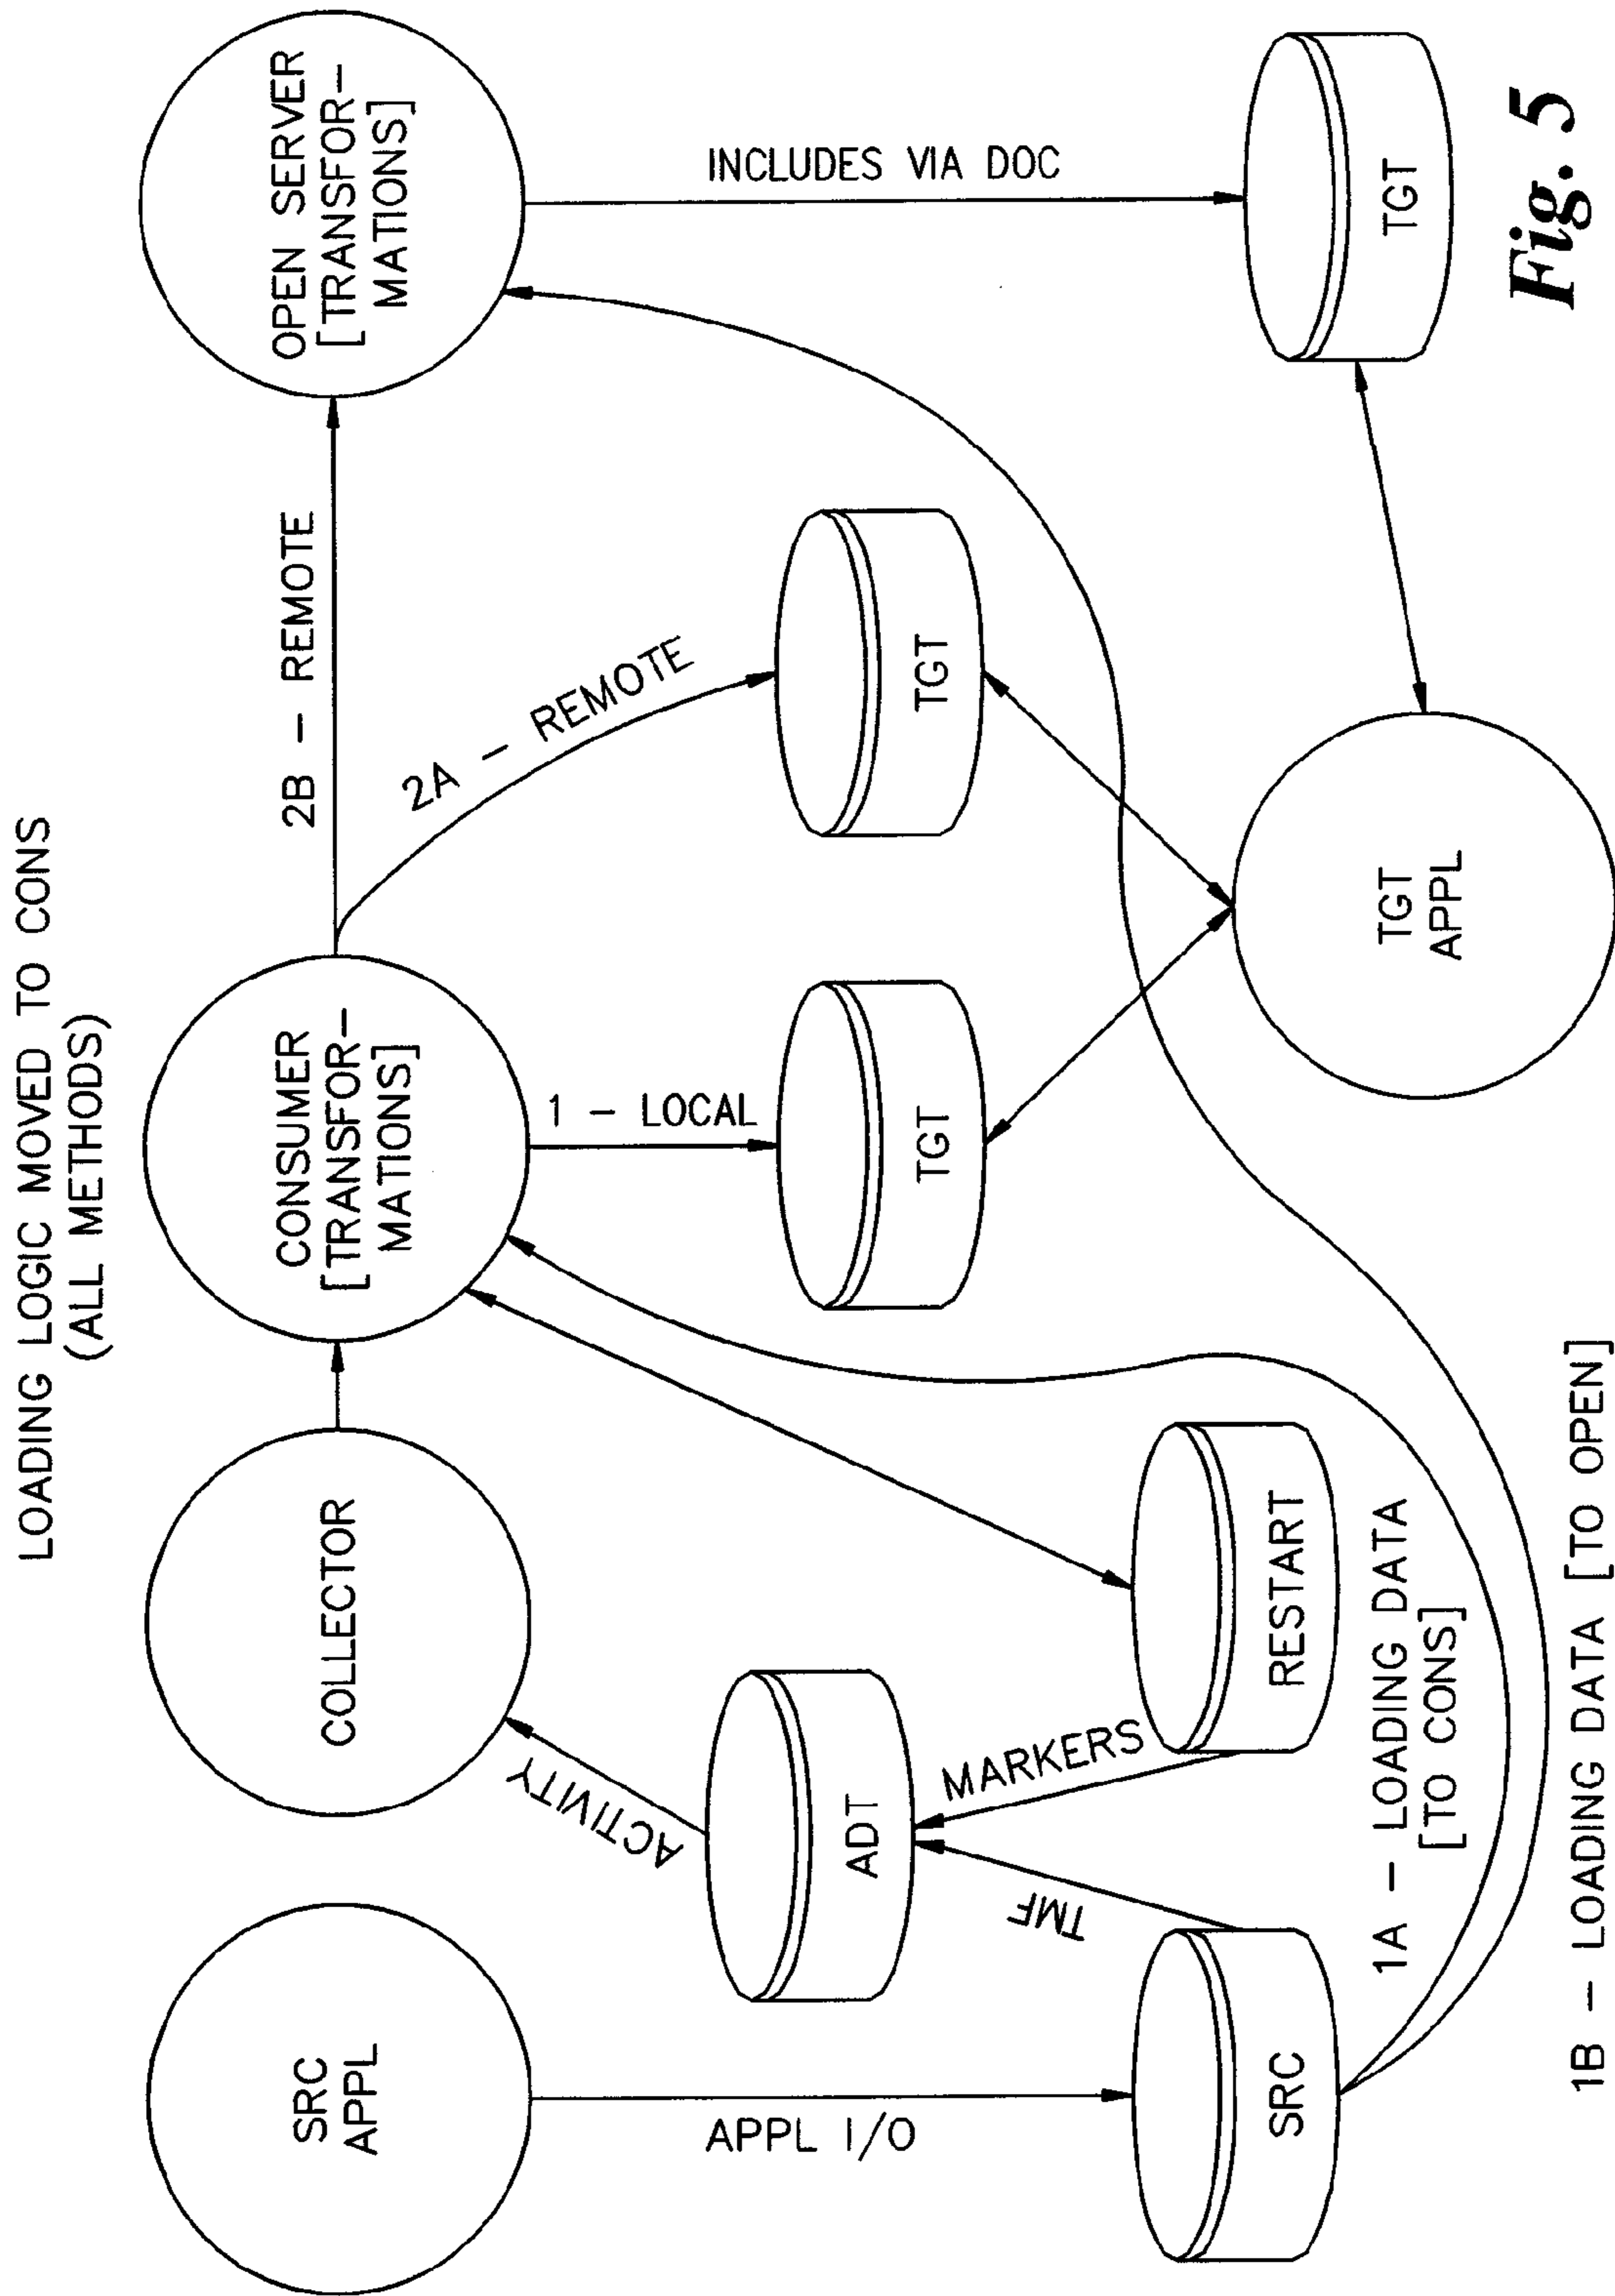 LOADING LOGIC MOVED TO CONS
(ALL METHODS)
SRC
APPL
COLLECTOR
CONSUMER
[TRANSFOR-
MATIONS]
2B - REMOTE
OPEN SERVER
[TRANSFOR-
MATIONS]
APPL I/O
ACTIVITY
1 - LOCAL
2A - REMOTE
INCLUDES VIA DOC
ADT
TGT
TGT
TMF
MARKERS
SRC
RESTART
TGT
1A - LOADING DATA
[TO CONS]
TGT
APPL
1B - LOADING DATA [TO OPEN]
Fig. 5